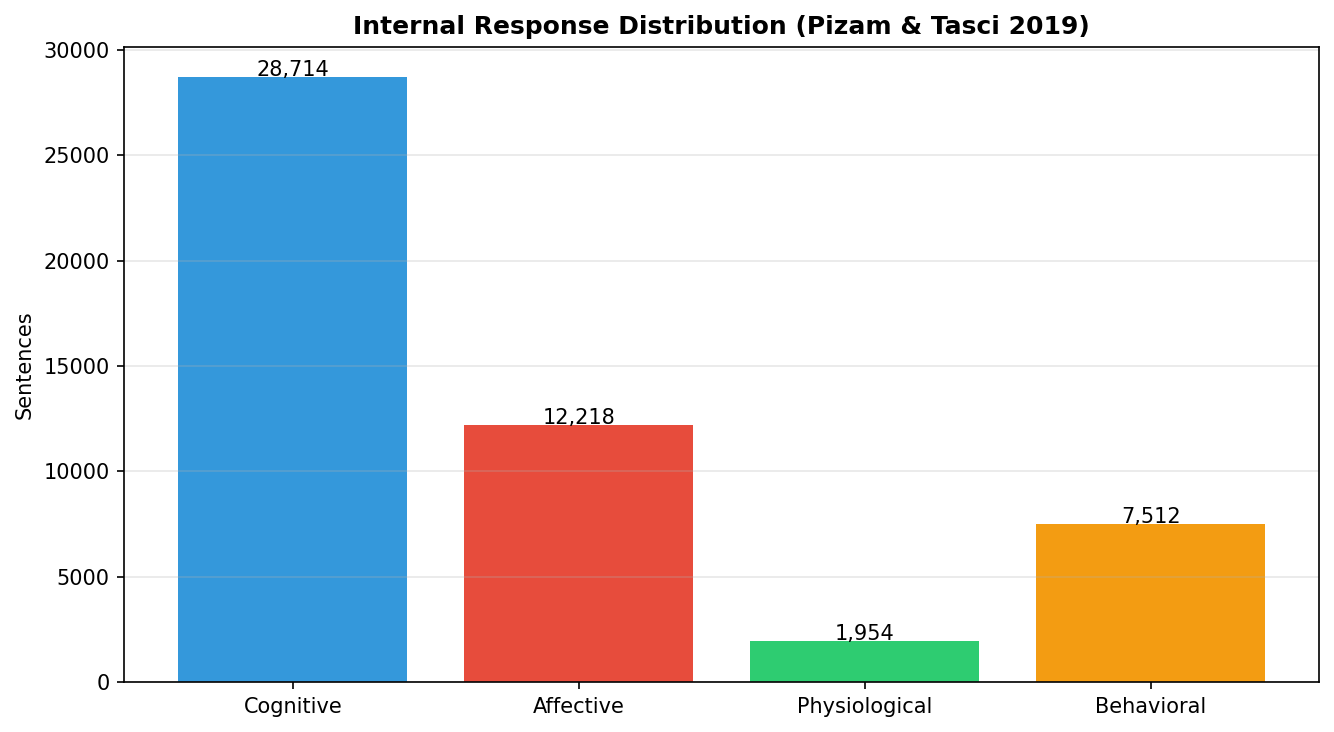 Internal Response Distribution (Pizam & Tasci 2019)
30000
25000
20000
15000
10000
5000
0
Sentences
28,714
12,218
1,954
7,512
Cognitive
Affective
Physiological
Behavioral